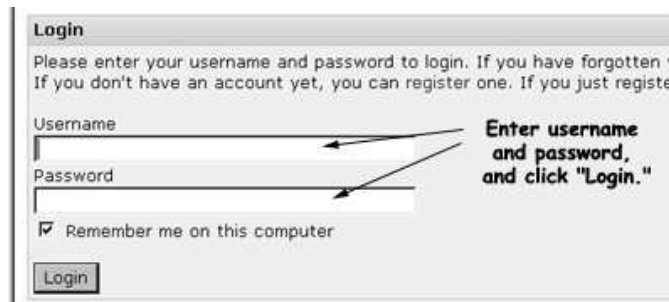 Login
Please enter your username and password to login. If you have forgotten
If you don't have an account yet, you can register one. If you just registe
Username
Enter username
and password,
and click "Login."
Password
Remember me on this computer
Login